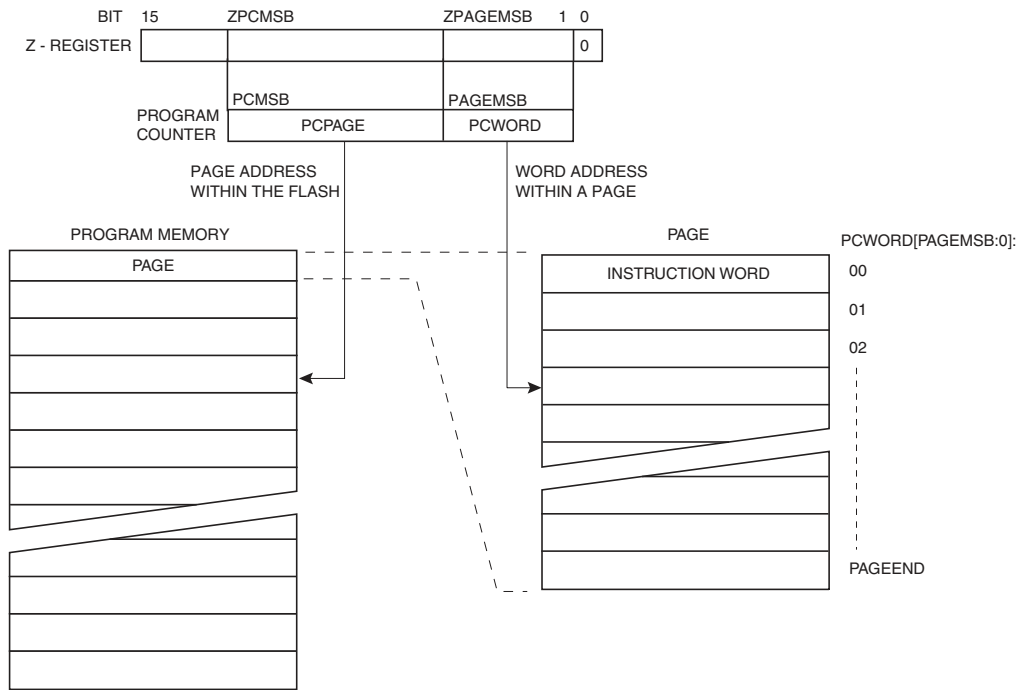 BIT 15 ZPCMSB ZPAGEMSB 1 0
Z - REGISTER 0
PCMSB PAGEMSB
PROGRAM
COUNTER
PCPAGE PCWORD
PAGE ADDRESS
WITHIN THE FLASH
WORD ADDRESS
WITHIN A PAGE
PROGRAM MEMORY
PAGE
PAGE
PCWORD[PAGEMSB:0]:
INSTRUCTION WORD
00
01
02
PAGEEND